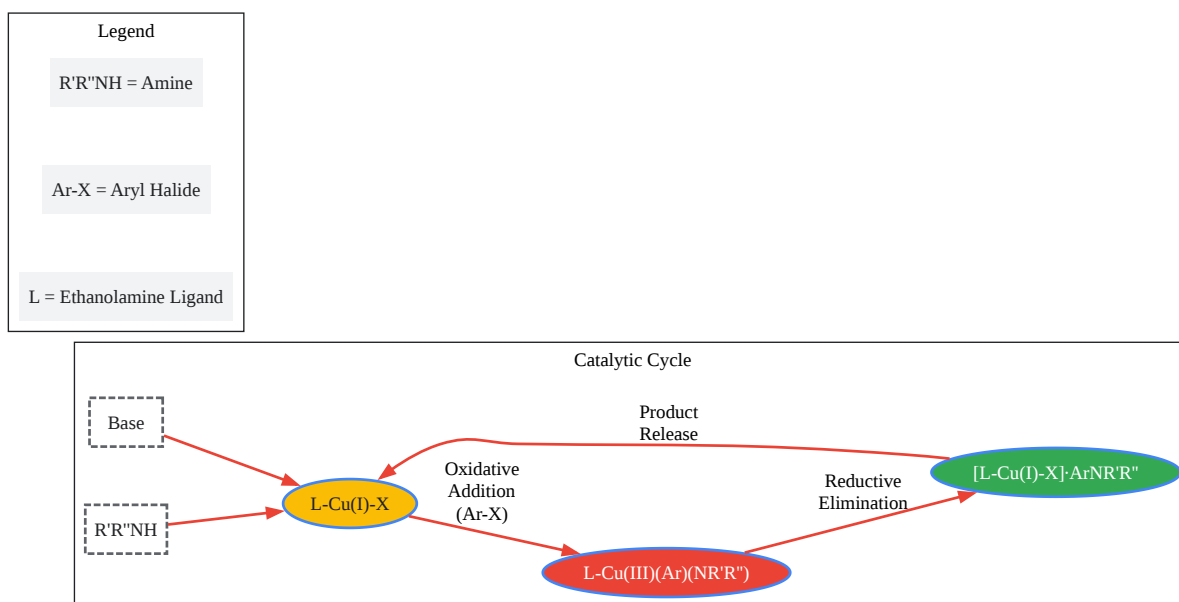 Legend
R'R''NH = Amine
Ar-X = Aryl Halide
L = Ethanolamine Ligand
Catalytic Cycle
Base
R'R''NH
L-Cu(I)-X
Oxidative
Addition
(Ar-X)
L-Cu(III)(Ar)(NR'R'')
Product
Release
Reductive
Elimination
[L-Cu(I)-X]·ArNR'R''